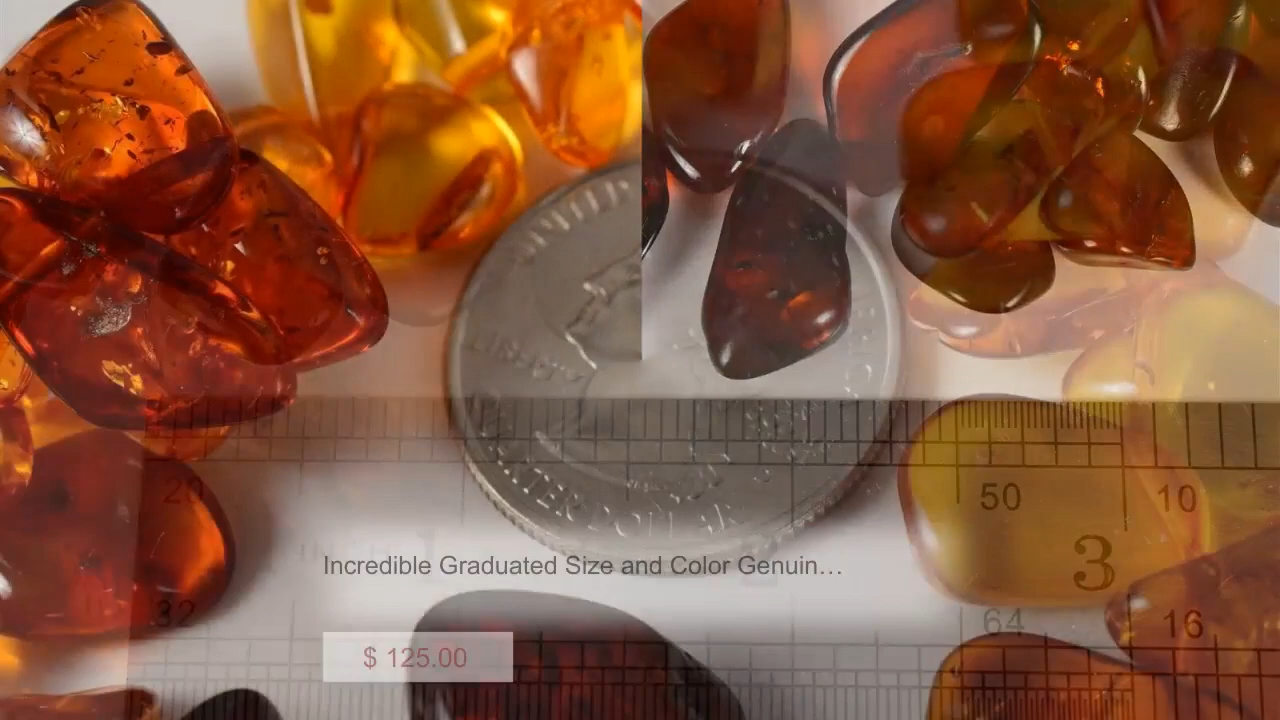 LIBERTY
QUARTER DOLLAR
20
50
10
3
32
64
16
Incredible Graduated Size and Color Genuin…
$ 125.00